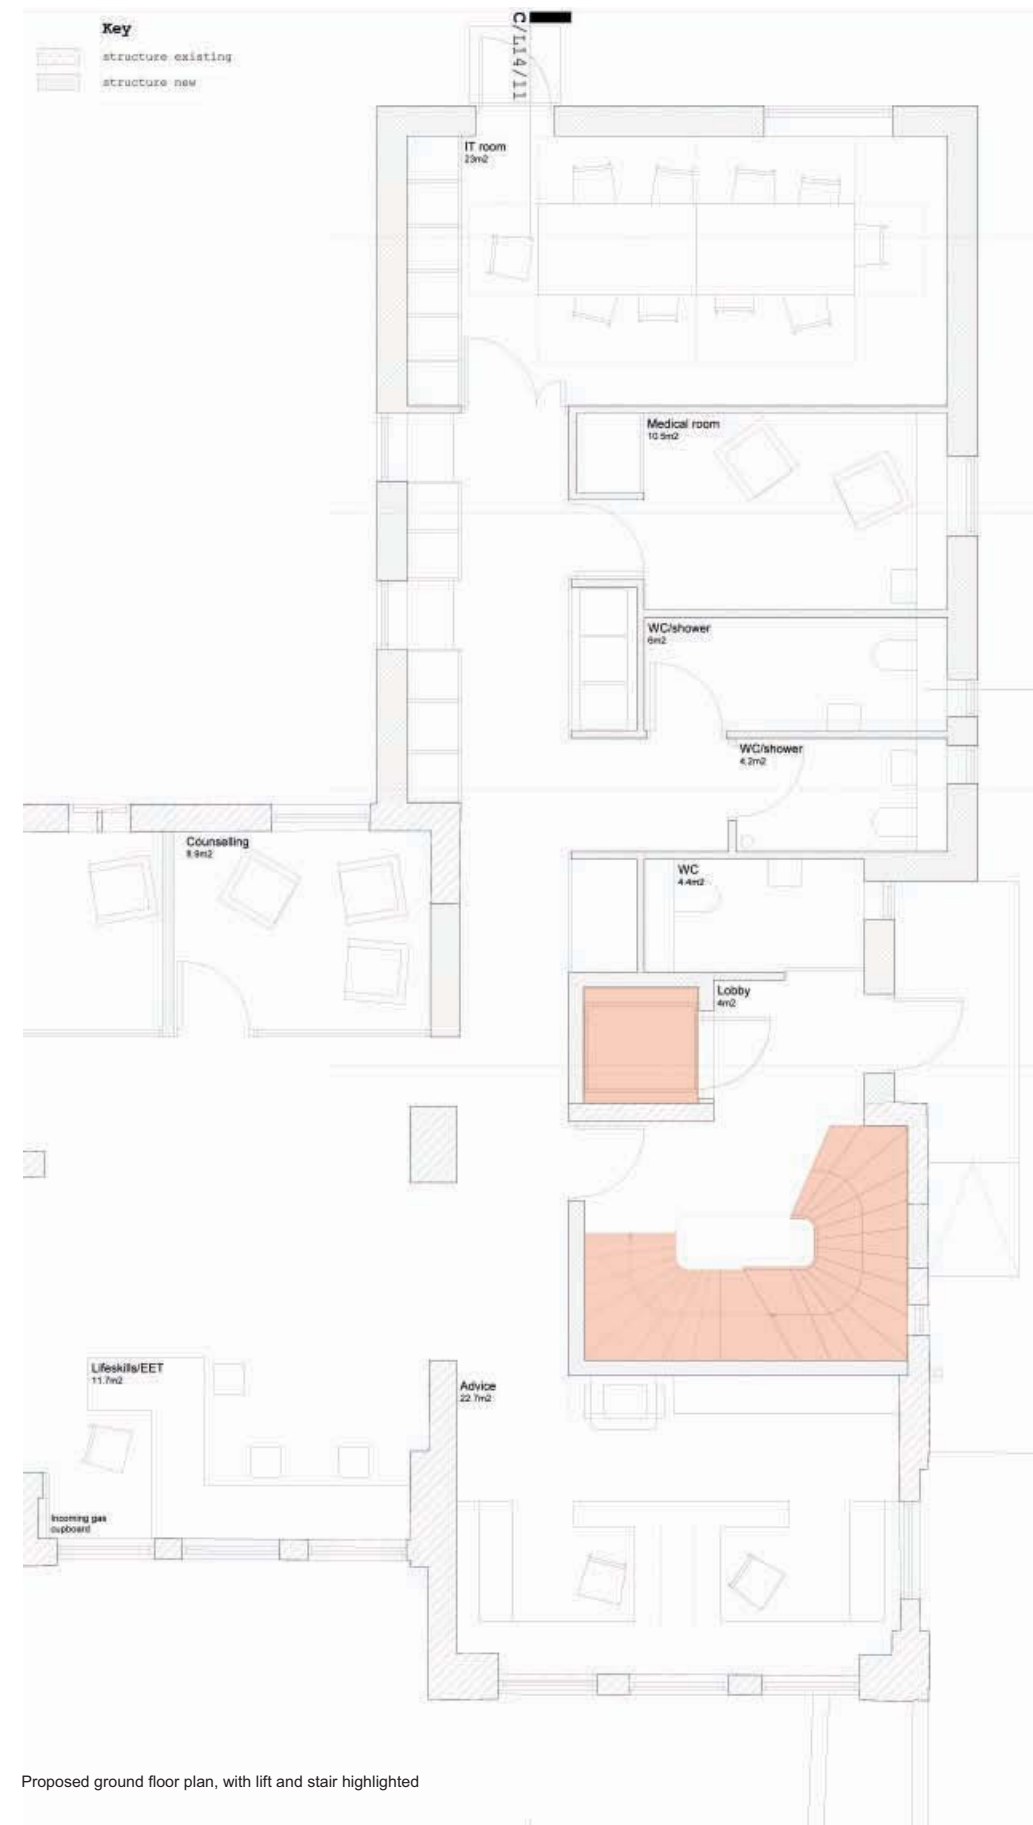 Key
structure existing
structure new
C/L14/11
IT room
23m2
Medical room
10.5m2
WC/shower
6m2
WC/shower
4.2m2
Counselling
8.9m2
WC
4.4m2
Lobby
4m2
Lifeskills/EET
11.7m2
Advice
22.7m2
Incoming gas
cupboard
Proposed ground floor plan, with lift and stair highlighted